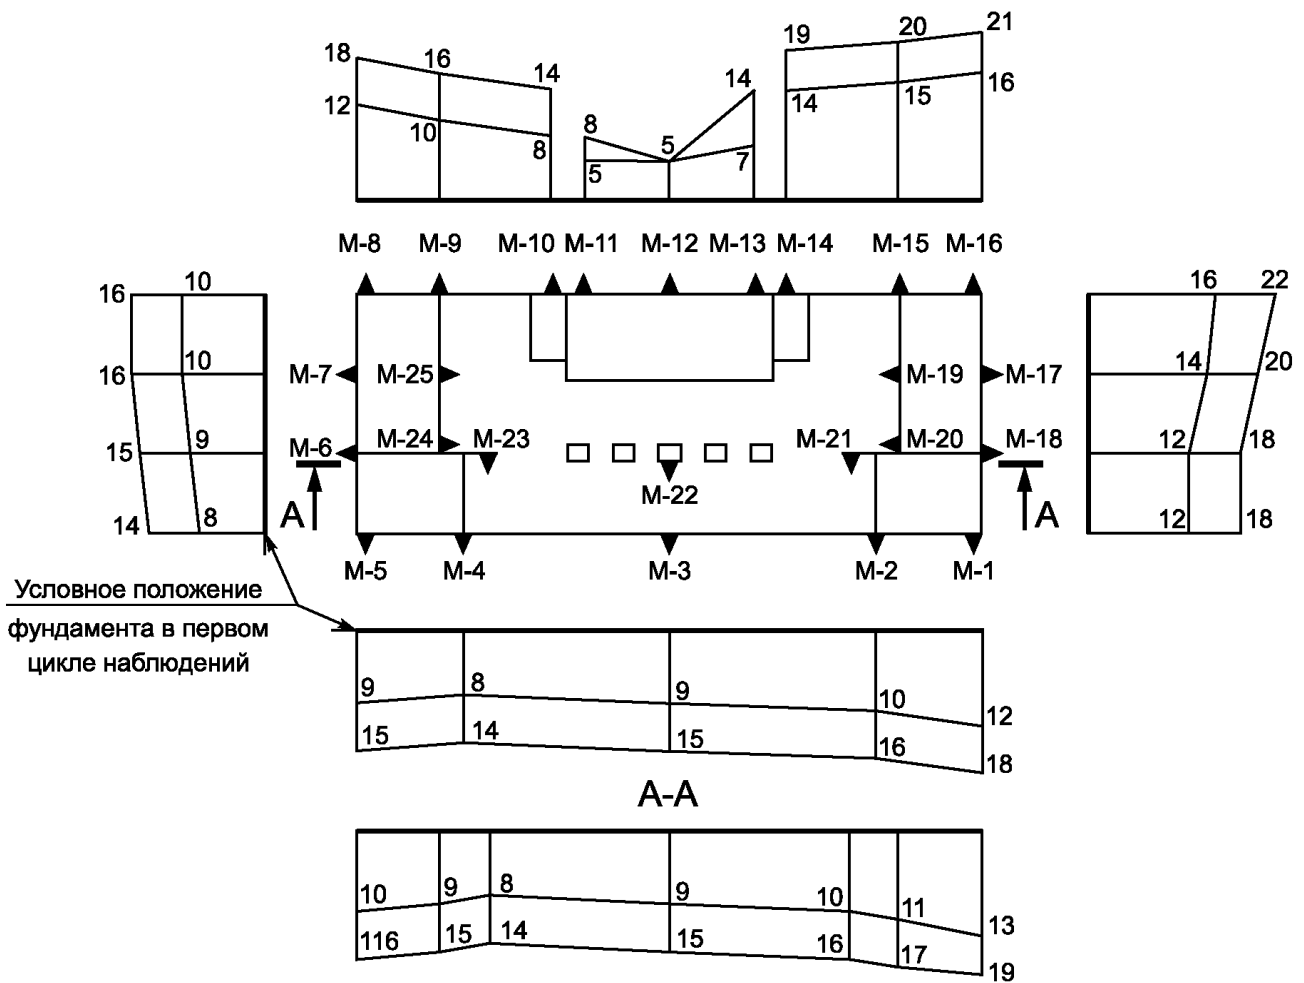 18 16 14 8 5 14 19 20 21
12 10 8 5 7 14 15 16
М-8 М-9 М-10 М-11 М-12 М-13 М-14 М-15 М-16
16 10 16 22
16 10 М-7 М-25 М-19 М-17 14 20
15 9 М-6 М-24 М-23 М-21 М-20 М-18 12 18
М-22
14 8 А А 12 18
М-5 М-4 М-3 М-2 М-1
Условное положение
фундамента в первом
цикле наблюдений
9 8 9 10 12
15 14 15 16 18
А-А
10 9 8 9 10 11 13
116 15 14 15 16 17 19